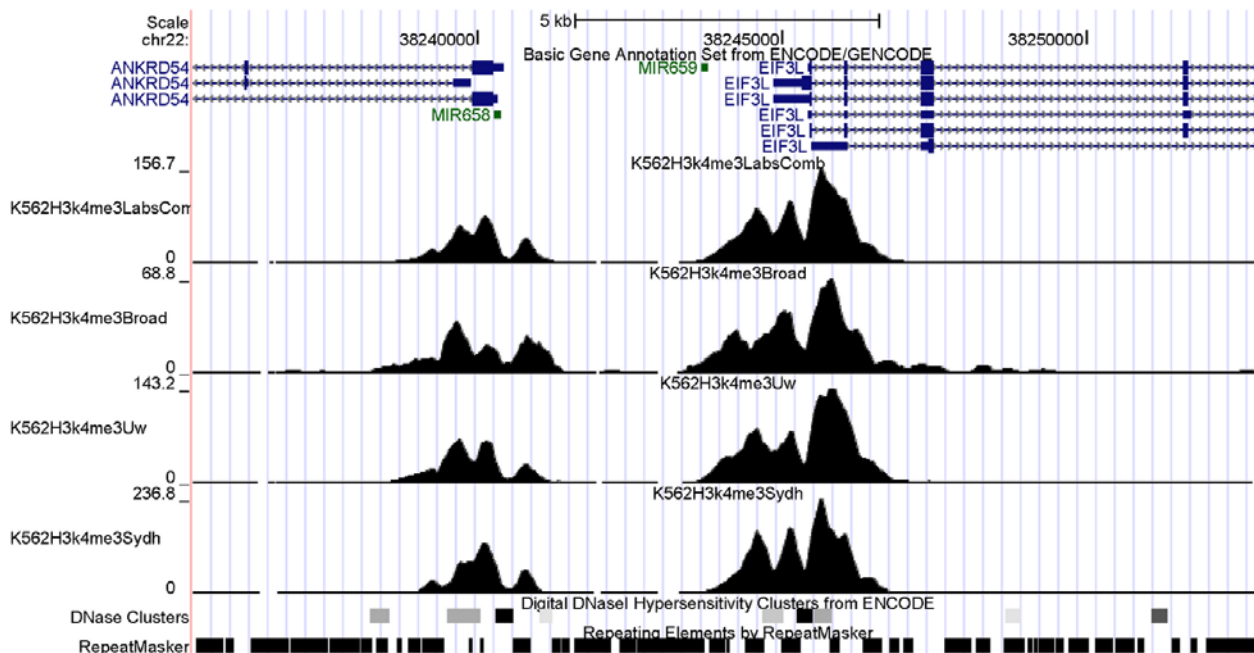 Scale 5 kb
chr22: 38240000 38245000 38250000
Basic Gene Annotation Set from ENCODE/GENCODE
ANKRD54 MIR659 EIF3L
ANKRD54 EIF3L
ANKRD54 EIF3L
MIR658 EIF3L
EIF3L
EIF3L
156.7 K562H3k4me3LabsComb
K562H3k4me3LabsCom
0
68.8 K562H3k4me3Broad
K562H3k4me3Broad
0
143.2 K562H3k4me3Uw
K562H3k4me3Uw
0
236.8 K562H3k4me3Sydh
K562H3k4me3Sydh
0
Digital DNaseI Hypersensitivity Clusters from ENCODE
DNase Clusters
Repeating Elements by RepeatMasker
RepeatMasker